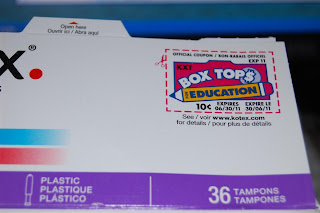 Open here
Ouvrir ici / Abra aquí
x.®
OFFICIAL COUPON / BON-RABAIS OFFICIEL
EXP 11
KXT
BOX TOPS
FOR EDUCATION
10¢ EXPIRES 06/30/11 EXPIRE LE 30/06/11
See / voir www.kotex.com
for details / pour plus de détails
PLASTIC
PLASTIQUE
PLÁSTICO
36 TAMPONS
TAMPONES